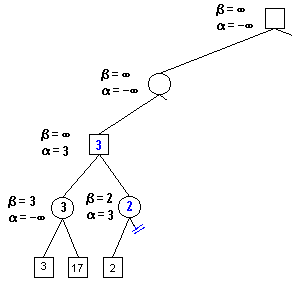 β = ∞
α = −∞
β = ∞
α = −∞
β = ∞
α = 3
3
β = 3
α = −∞
3
β = 2
α = 3
2
3
17
2